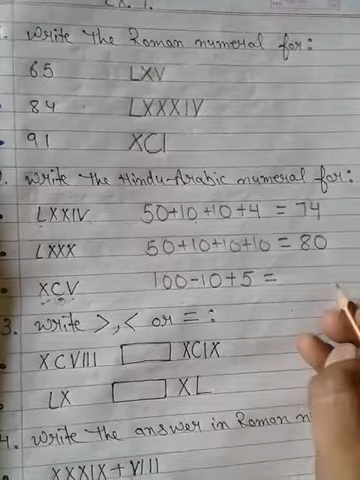 Ex. 1.
1. Write the Roman numeral for:
65 LXV
84 LXXXIV
91 XCI
2. Write the Hindu-Arabic numeral for:
LXXIV 50+10+10+4 = 74
LXXX 50+10+10+10 = 80
XCV 100-10+5 =
3. Write >, < or = :
XCVIII XCIX
LX XL
4. Write the answer in Roman
XXXIX + VIII